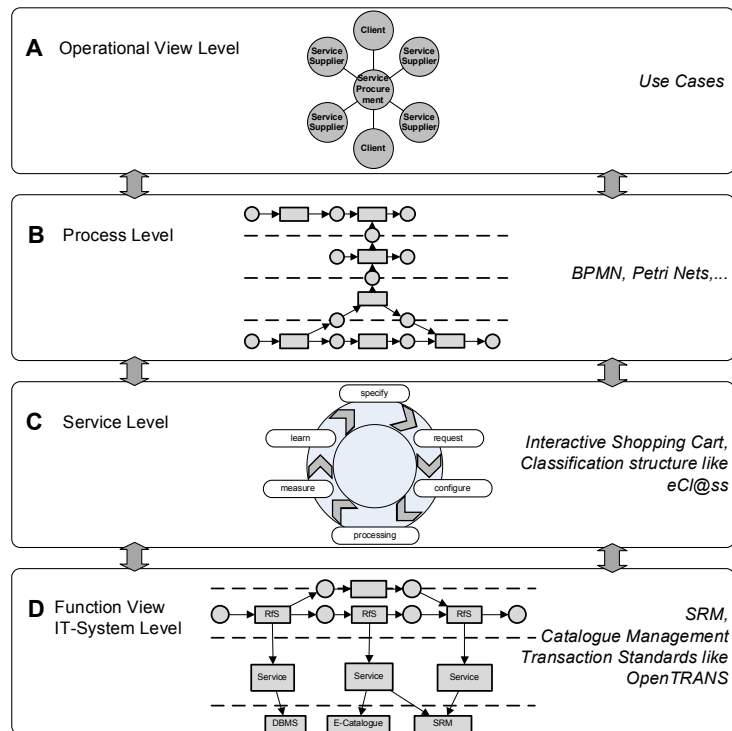 A Operational View Level
Client
Service
Supplier
Service
Supplier
Service
Procure
ment
Service
Supplier
Service
Supplier
Client
Use Cases
B Process Level
BPMN, Petri Nets,...
C Service Level
specify
learn
request
measure
configure
processing
Interactive Shopping Cart,
Classification structure like
eCl@ss
D Function View
IT-System Level
RfS
RfS
RfS
Service
Service
Service
DBMS
E-Catalogue
SRM
SRM,
Catalogue Management
Transaction Standards like
OpenTRANS